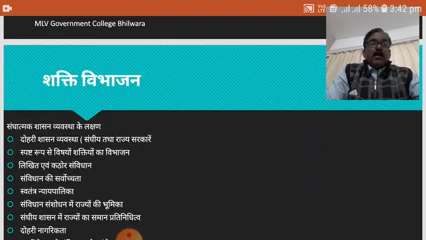 58% 3:42 pm
MLV Government College Bhilwara
शक्ति विभाजन
संघात्मक शासन व्यवस्था के लक्षण
दोहरी शासन व्यवस्था ( संघीय तथा राज्य सरकारें
स्पष्ट रूप से विषयों शक्तियों का विभाजन
लिखित एवं कठोर संविधान
संविधान की सर्वोच्चता
स्वतंत्र न्यायपालिका
संविधान संशोधन में राज्यों की भूमिका
संघीय शासन में राज्यों का समान प्रतिनिधित्व
दोहरी नागरिकता